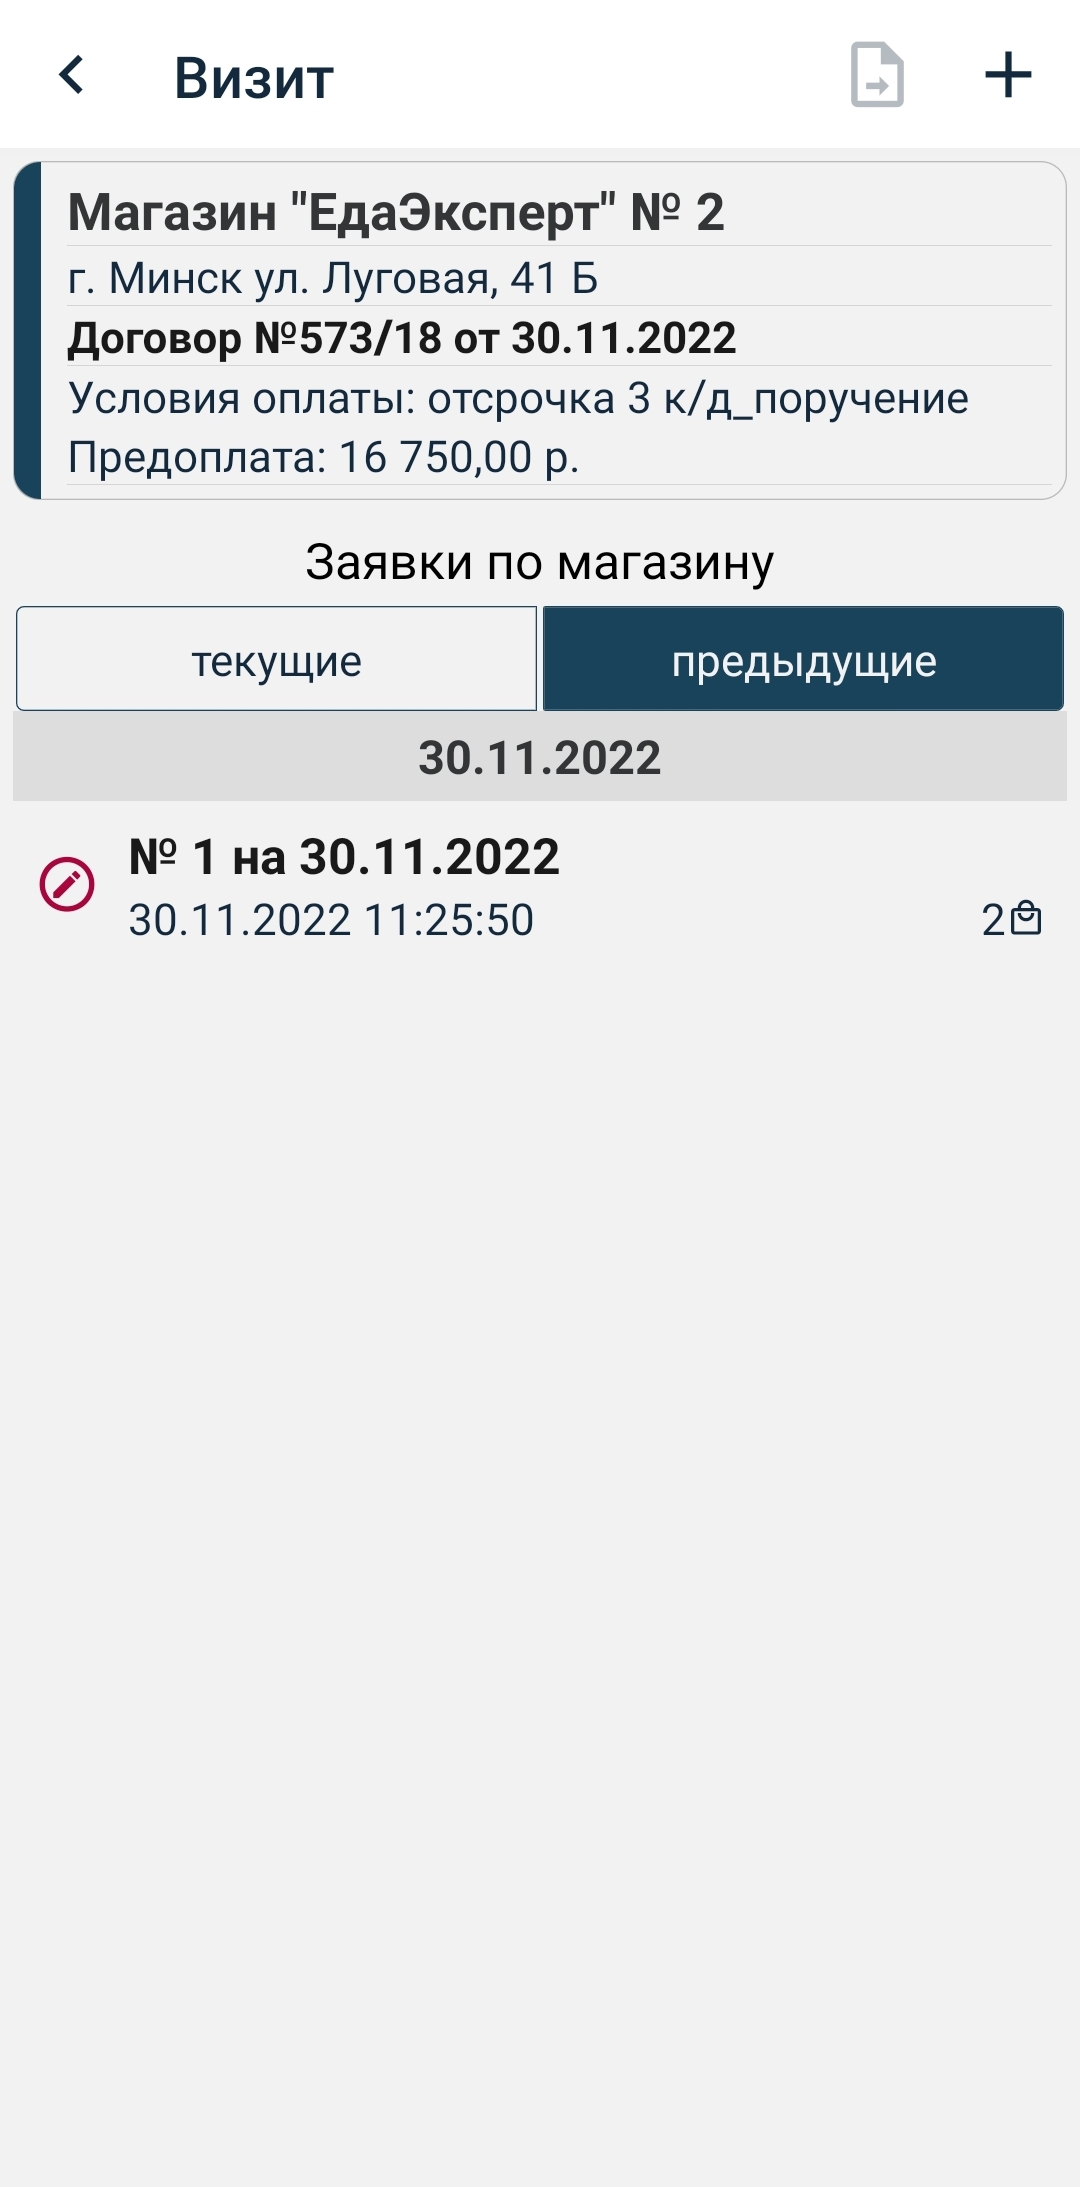 Визит
Магазин "ЕдаЭксперт" № 2
г. Минск ул. Луговая, 41 Б
Договор №573/18 от 30.11.2022
Условия оплаты: отсрочка 3 к/д_поручение
Предоплата: 16 750,00 р.
Заявки по магазину
текущие предыдущие
30.11.2022
№ 1 на 30.11.2022
30.11.2022 11:25:50 2